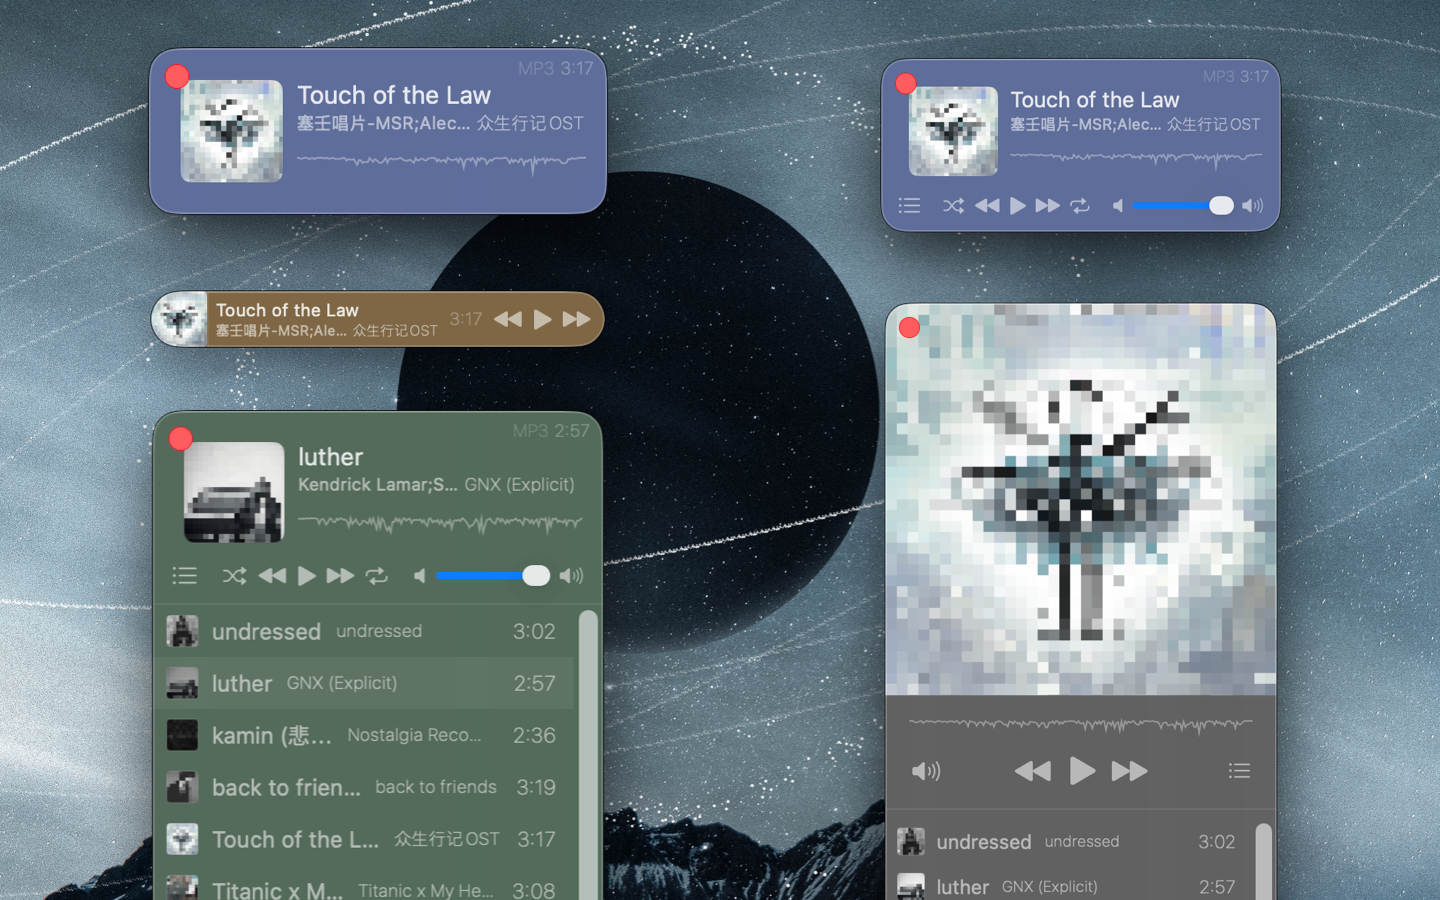 MP3 3:17
Touch of the Law
塞壬唱片-MSR;Alec... 众生行记OST
MP3 3:17
Touch of the Law
塞壬唱片-MSR;Alec... 众生行记OST
Touch of the Law
塞壬唱片-MSR;Ale... 众生行记OST
3:17
MP3 2:57
luther
Kendrick Lamar;S... GNX (Explicit)
undressed undressed 3:02
luther GNX (Explicit) 2:57
kamin (悲... Nostalgia Reco... 2:36
back to frien... back to friends 3:19
Touch of the L... 众生行记OST 3:17
Titanic x M... Titanic x My He... 3:08
undressed undressed 3:02
luther GNX (Explicit) 2:57